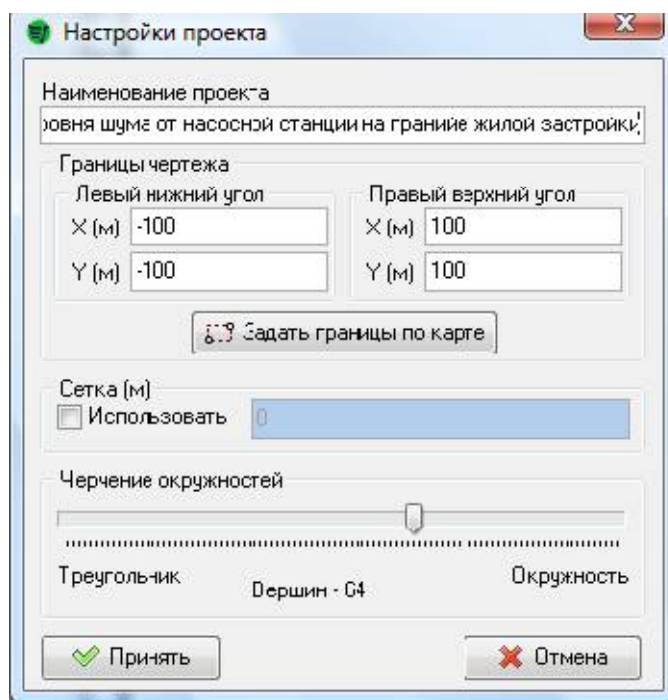 Настройки проекта
Наименование проекта
ровня шума от насосной станции на грание жилой застройки
Границы чертежа
Левый нижний угол
Правый верхний угол
X (м) -100
X (м) 100
Y (м) -100
Y (м) 100
Задать границы по карте
Сетка (м)
Использовать
0
Черчение окружностей
Треугольник
Окружность
Вершин - 64
Принять
Отмена